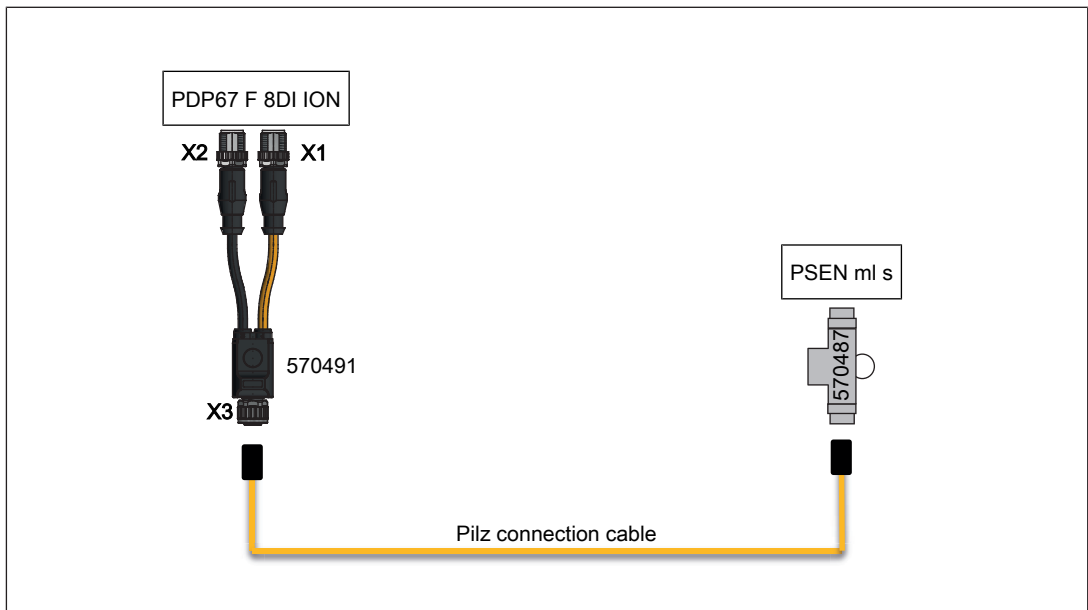 PDP67 F 8DI ION
X2
X1
PSEN ml s
570491
570487
X3
Pilz connection cable